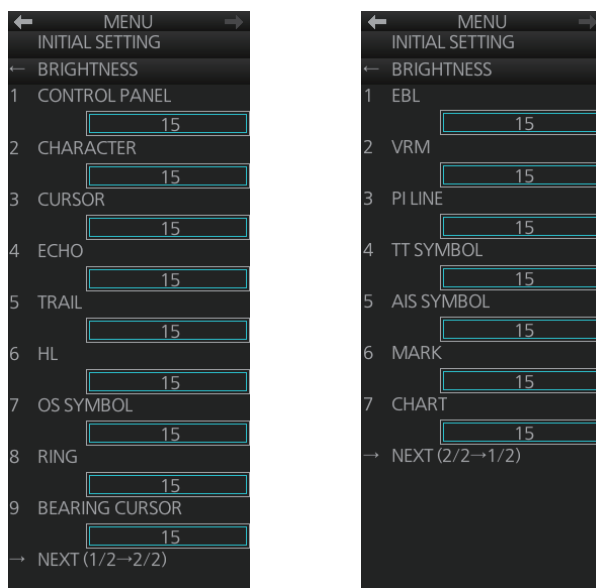 ← MENU →
INITIAL SETTING
← BRIGHTNESS
1 CONTROL PANEL
15
2 CHARACTER
15
3 CURSOR
15
4 ECHO
15
5 TRAIL
15
6 HL
15
7 OS SYMBOL
15
8 RING
15
9 BEARING CURSOR
15
→ NEXT (1/2→2/2)
← MENU →
INITIAL SETTING
← BRIGHTNESS
1 EBL
15
2 VRM
15
3 PI LINE
15
4 TT SYMBOL
15
5 AIS SYMBOL
15
6 MARK
15
7 CHART
15
→ NEXT (2/2→1/2)